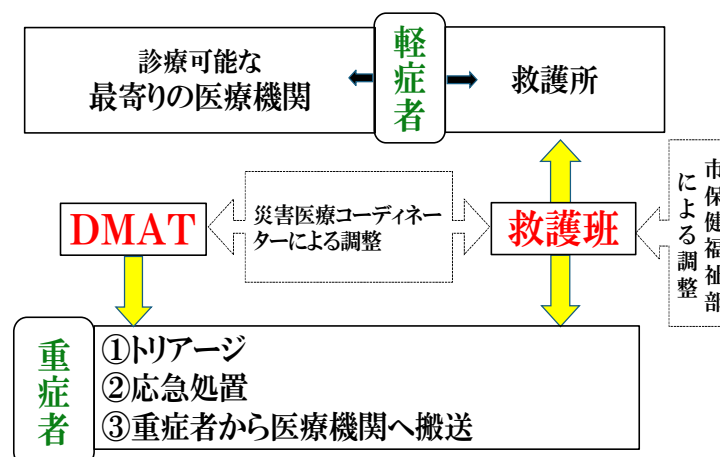 診療可能な
最寄りの医療機関
軽症者
救護所
DMAT
災害医療コーディネー
ターによる調整
救護班
市保健福祉部
による調整
重症者
①トリアージ
②応急処置
③重症者から医療機関へ搬送